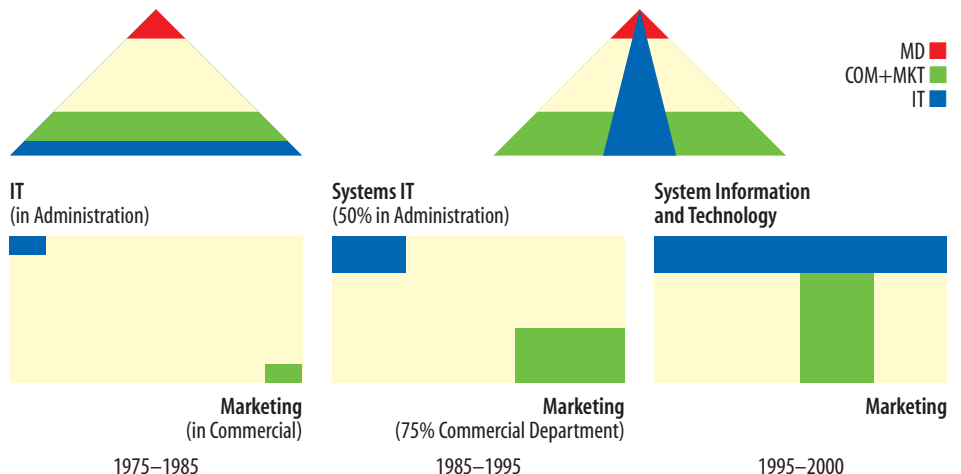 MD
COM+MKT
IT
IT
(in Administration)
Systems IT
(50% in Administration)
System Information
and Technology
Marketing
(in Commercial)
Marketing
(75% Commercial Department)
Marketing
1975–1985
1985–1995
1995–2000